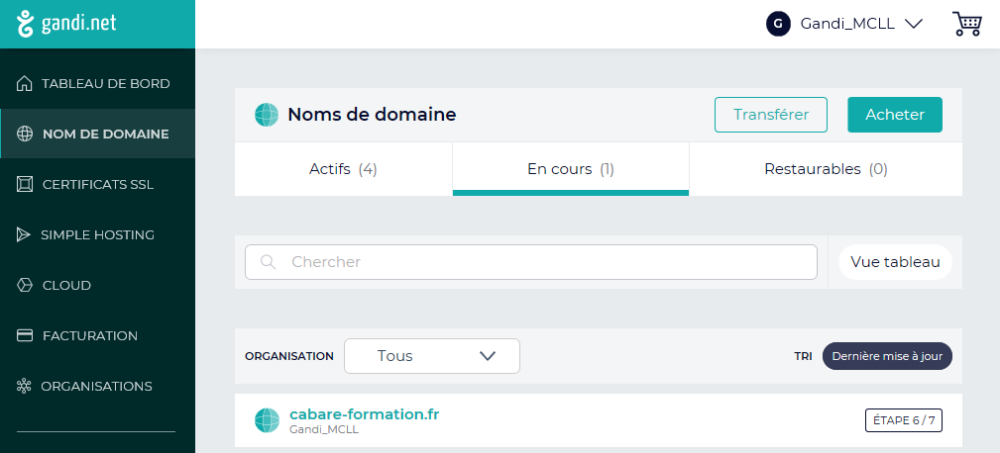 gandi.net
Gandi_MCLL
TABLEAU DE BORD
NOM DE DOMAINE
CERTIFICATS SSL
SIMPLE HOSTING
CLOUD
FACTURATION
ORGANISATIONS
Noms de domaine
Transférer
Acheter
Actifs (4)
En cours (1)
Restaurables (0)
Chercher
Vue tableau
ORGANISATION
Tous
TRI
Dernière mise à jour
cabare-formation.fr
Gandi_MCLL
ÉTAPE 6 / 7